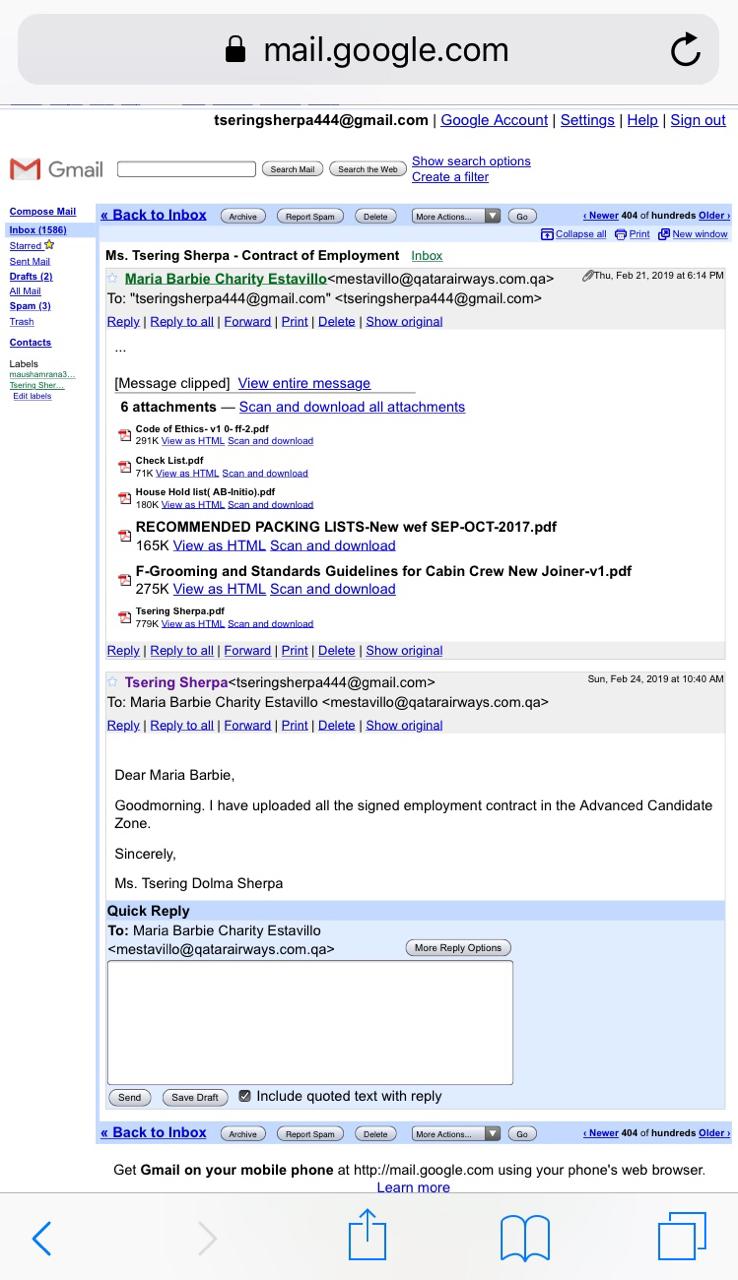 mail.google.com
tseringsherpa444@gmail.com | Google Account | Settings | Help | Sign out
Gmail
Search Mail
Search the Web
Show search options
Create a filter
Compose Mail
Inbox (1586)
Starred
Sent Mail
Drafts (2)
All Mail
Spam (3)
Trash
Contacts
Labels
maushamrana3...
Tsering Sher...
Edit labels
« Back to Inbox Archive Report Spam Delete More Actions... Go ‹ Newer 404 of hundreds Older ›
Collapse all Print New window
Ms. Tsering Sherpa - Contract of Employment Inbox
Maria Barbie Charity Estavillo<mestavillo@qatarairways.com.qa> Thu, Feb 21, 2019 at 6:14 PM
To: "tseringsherpa444@gmail.com" <tseringsherpa444@gmail.com>
Reply | Reply to all | Forward | Print | Delete | Show original
...
[Message clipped] View entire message
6 attachments — Scan and download all attachments
Code of Ethics- v1 0- ff-2.pdf
291K View as HTML Scan and download
Check List.pdf
71K View as HTML Scan and download
House Hold list( AB-Initio).pdf
180K View as HTML Scan and download
RECOMMENDED PACKING LISTS-New wef SEP-OCT-2017.pdf
165K View as HTML Scan and download
F-Grooming and Standards Guidelines for Cabin Crew New Joiner-v1.pdf
275K View as HTML Scan and download
Tsering Sherpa.pdf
779K View as HTML Scan and download
Reply | Reply to all | Forward | Print | Delete | Show original
Tsering Sherpa<tseringsherpa444@gmail.com> Sun, Feb 24, 2019 at 10:40 AM
To: Maria Barbie Charity Estavillo <mestavillo@qatarairways.com.qa>
Reply | Reply to all | Forward | Print | Delete | Show original
Dear Maria Barbie,
Goodmorning. I have uploaded all the signed employment contract in the Advanced Candidate
Zone.
Sincerely,
Ms. Tsering Dolma Sherpa
Quick Reply
To: Maria Barbie Charity Estavillo
<mestavillo@qatarairways.com.qa> More Reply Options
Send Save Draft Include quoted text with reply
« Back to Inbox Archive Report Spam Delete More Actions... Go ‹ Newer 404 of hundreds Older ›
Get Gmail on your mobile phone at http://mail.google.com using your phone's web browser.
Learn more